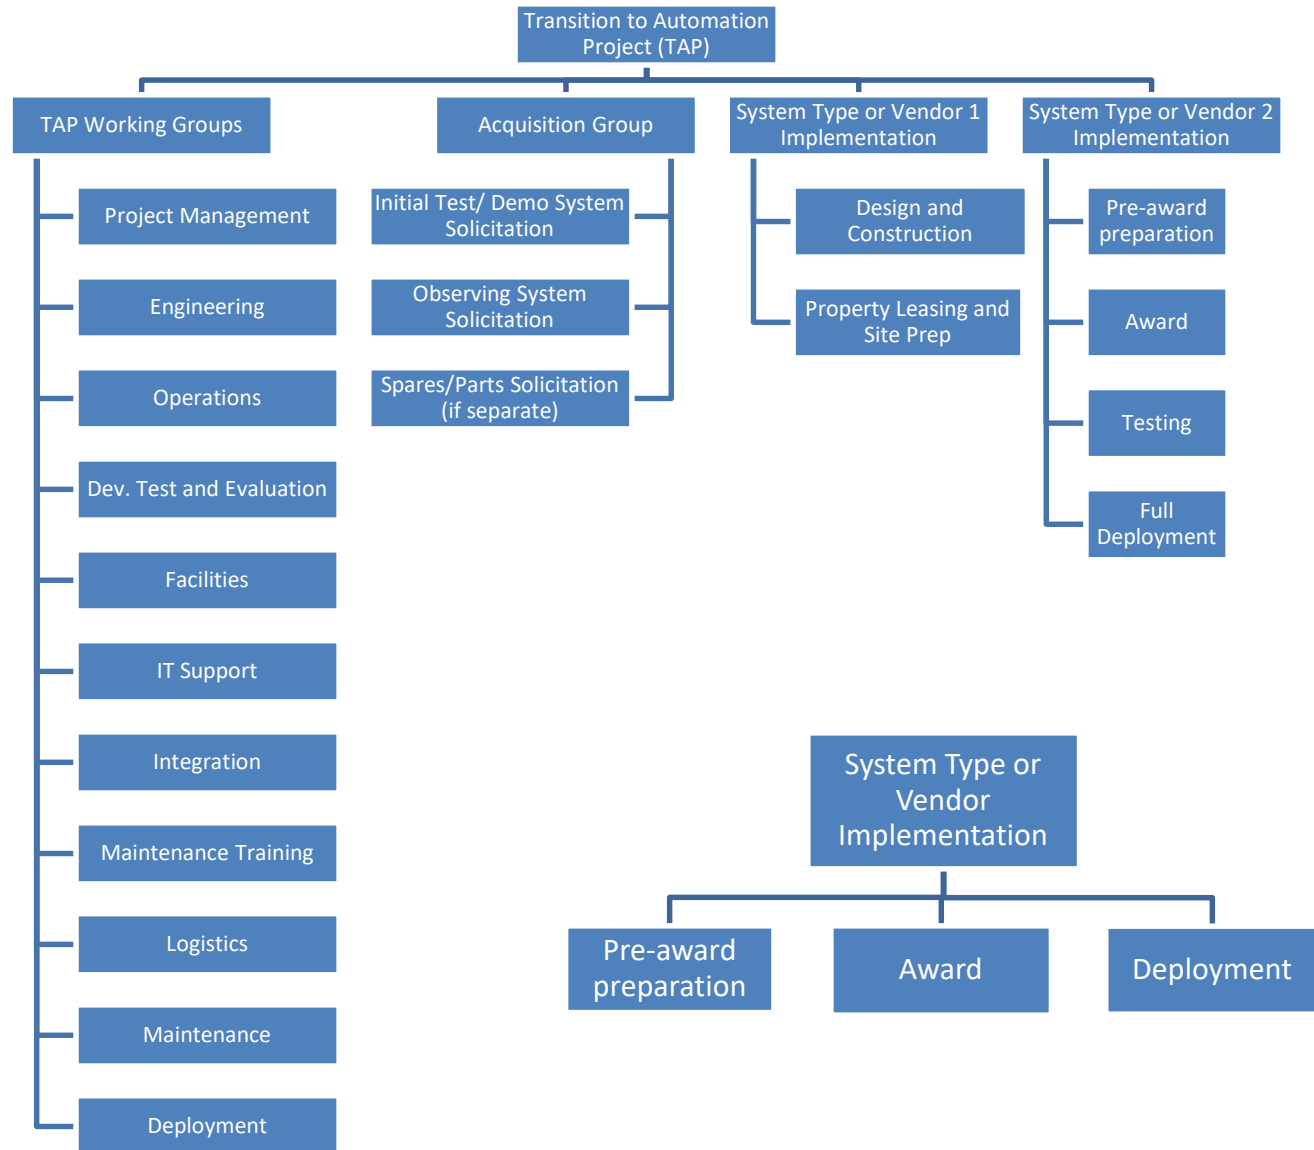 Transition to Automation
Project (TAP)
TAP Working Groups
Project Management
Engineering
Operations
Dev. Test and Evaluation
Facilities
IT Support
Integration
Maintenance Training
Logistics
Maintenance
Deployment
Acquisition Group
Initial Test/ Demo System
Solicitation
Observing System
Solicitation
Spares/Parts Solicitation
(if separate)
System Type or Vendor 1
Implementation
Design and
Construction
Property Leasing and
Site Prep
System Type or Vendor 2
Implementation
Pre-award
preparation
Award
Testing
Full
Deployment
System Type or
Vendor
Implementation
Pre-award
preparation
Award
Deployment